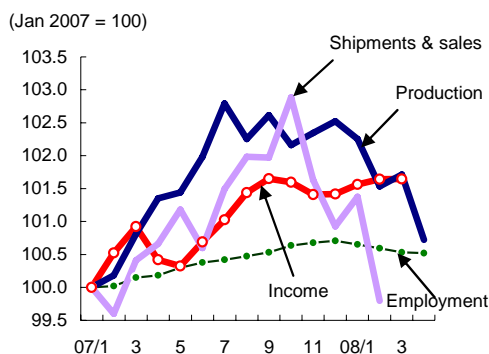 (Jan 2007 = 100)
Shipments & sales
103.5
103.0
Production
102.5
102.0
101.5
101.0
100.5
100.0
Income
Employment
99.5
07/1 3 5 7 9 11 08/1 3